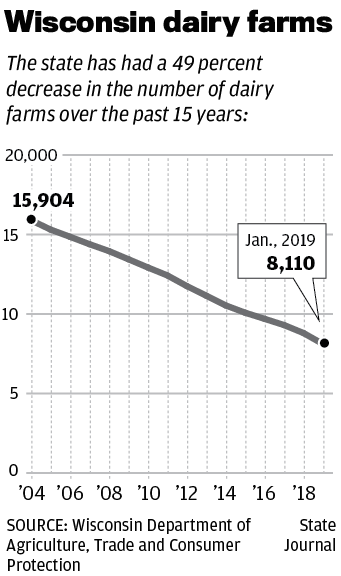 Wisconsin dairy farms
The state has had a 49 percent
decrease in the number of dairy
farms over the past 15 years:
20,000
15,904
15
Jan., 2019
8,110
10
5
0
’04 ’06 ’08 ’10 ’12 ’14 ’16 ’18
SOURCE: Wisconsin Department of
Agriculture, Trade and Consumer
Protection
State
Journal